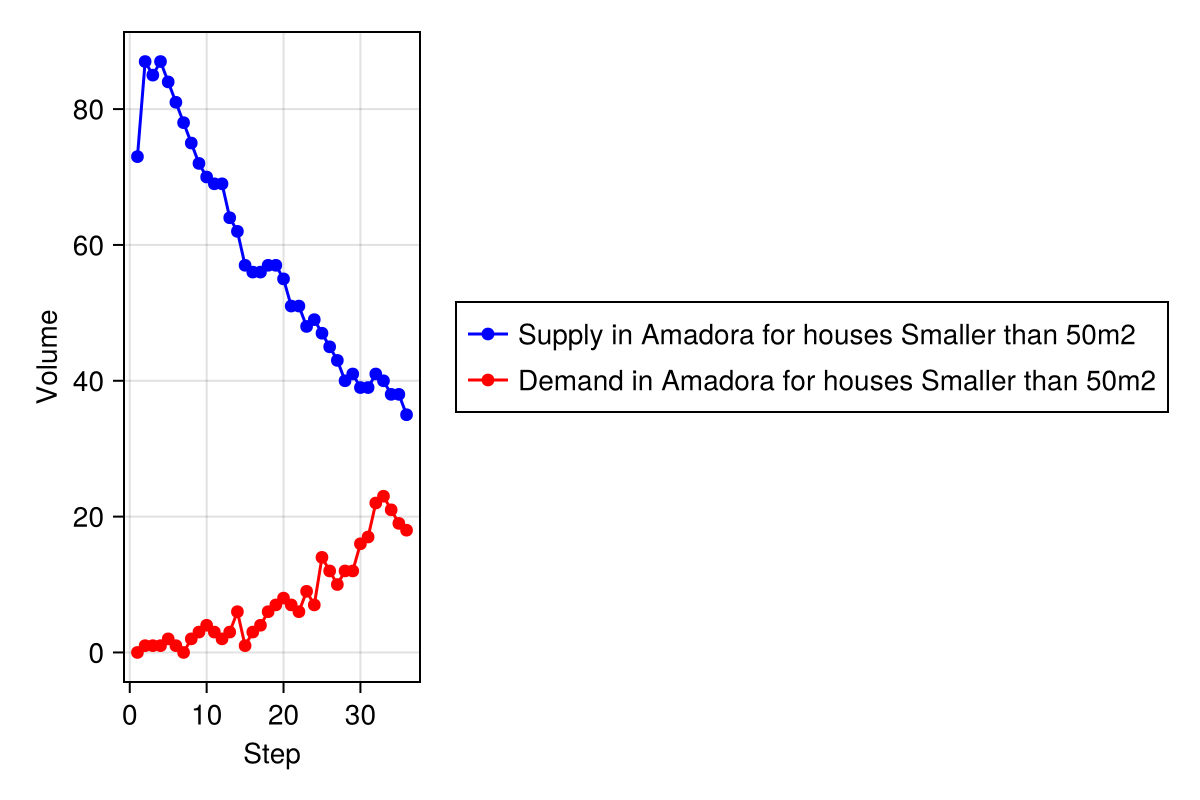 80
60
40
20
0
Volume
0 10 20 30
Step
Supply in Amadora for houses Smaller than 50m2
Demand in Amadora for houses Smaller than 50m2